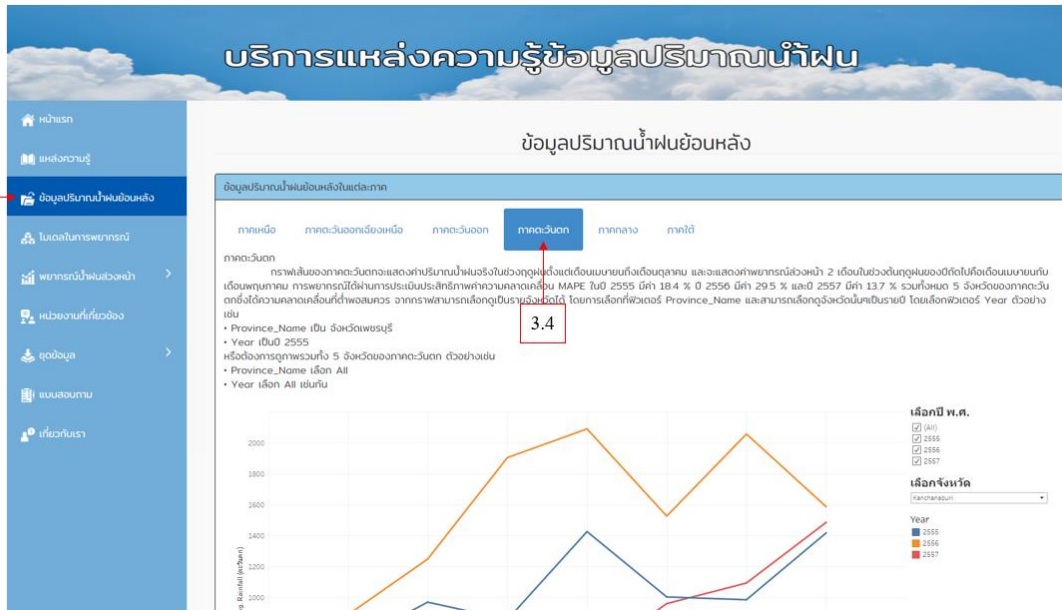 บริการแหล่งความรู้ข้อมูลปริมาณน้ำฝน
หน้าแรก
แหล่งความรู้
ข้อมูลปริมาณน้ำฝนย้อนหลัง
โมเดลในการพยากรณ์
พยากรณ์น้ำฝนล่วงหน้า
หน่วยงานที่เกี่ยวข้อง
ชุดข้อมูล
แบบสอบถาม
เกี่ยวกับเรา
ข้อมูลปริมาณน้ำฝนย้อนหลัง
ข้อมูลปริมาณน้ำฝนย้อนหลังในแต่ละภาค
ภาคเหนือ ภาคตะวันออกเฉียงเหนือ ภาคตะวันออก ภาคตะวันตก ภาคกลาง ภาคใต้
ภาคตะวันตก
กราฟเส้นของภาคตะวันตกจะแสดงค่าปริมาณน้ำฝนจริงในช่วงฤดูฝนตั้งแต่เดือนเมษายนถึงเดือนตุลาคม และจะแสดงค่าพยากรณ์ล่วงหน้า 2 เดือนในช่วงต้นฤดูฝนของปีถัดไปคือเดือนเมษายนกับ
เดือนพฤษภาคม การพยากรณ์ได้ผ่านการประเมินประสิทธิภาพค่าความคลาดเคลื่อน MAPE ในปี 2555 มีค่า 18.4 % ปี 2556 มีค่า 29.5 % และปี 2557 มีค่า 13.7 % รวมทั้งหมด 5 จังหวัดของภาคตะวัน
ตกซึ่งได้ความคลาดเคลื่อนที่ต่ำพอสมควร จากกราฟสามารถเลือกดูเป็นรายจังหวัดได้ โดยการเลือกที่ฟิวเตอร์ Province_Name และสามารถเลือกดูจังหวัดนั้นๆเป็นรายปี โดยเลือกฟิวเตอร์ Year ตัวอย่าง
เช่น
• Province_Name เป็น จังหวัดเพชรบุรี
• Year เป็นปี 2555
หรือต้องการดูภาพรวมทั้ง 5 จังหวัดของภาคตะวันตก ตัวอย่างเช่น
• Province_Name เลือก All
• Year เลือก All เช่นกัน
3.4
2000
1800
1600
1400
1200
1000
Avg. Rainfall (ตะวันตก)
เลือกปี พ.ศ.
(All)
2555
2556
2557
เลือกจังหวัด
Kanchanaburi
Year
2555
2556
2557